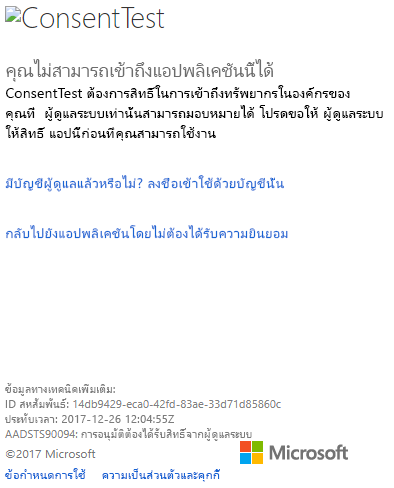 ConsentTest
คุณไม่สามารถเข้าถึงแอปพลิเคชันนี้ได้
ConsentTest ต้องการสิทธิ์ในการเข้าถึงทรัพยากรในองค์กรของ
คุณที่ ผู้ดูแลระบบเท่านั้นสามารถมอบหมายได้ โปรดขอให้ ผู้ดูแลระบบ
ให้สิทธิ์ แอปนี้ก่อนที่คุณสามารถใช้งาน
มีบัญชีผู้ดูแลแล้วหรือไม่? ลงชื่อเข้าใช้ด้วยบัญชีนั้น
กลับไปยังแอปพลิเคชันโดยไม่ต้องได้รับความยินยอม
ข้อมูลทางเทคนิคเพิ่มเติม:
ID สหสัมพันธ์: 14db9429-eca0-42fd-83ae-33d71d85860c
ประทับเวลา: 2017-12-26 12:04:55Z
AADSTS90094: การอนุมัติต้องได้รับสิทธิ์จากผู้ดูแลระบบ
©2017 Microsoft
Microsoft
ข้อกำหนดการใช้ ความเป็นส่วนตัวและคุกกี้